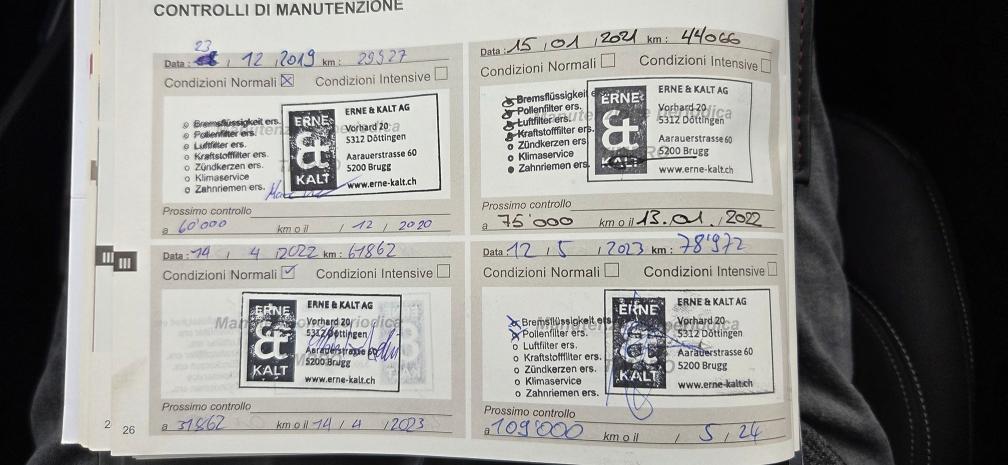 CONTROLLI DI MANUTENZIONE
Data: 23 / 12 / 2019 km: 29527
Condizioni Normali ☒ Condizioni Intensive ☐
Bremsflüssigkeit ers.
Pollenfilter ers.
Luftfilter ers.
Kraftstofffilter ers.
Zündkerzen ers.
Klimaservice
Zahnriemen ers.
ERNE & KALT
ERNE & KALT AG
Vorhard 20
5312 Döttingen
Aarauerstrasse 60
5200 Brugg
www.erne-kalt.ch
Prossimo controllo
a 60'000 km o il / 12 / 2020
Data: 15 / 01 / 2021 km: 44066
Condizioni Normali ☐ Condizioni Intensive ☐
Bremsflüssigkeit e
Pollenfilter ers.
Luftfilter ers.
Kraftstofffilter ers.
Zündkerzen ers.
Klimaservice
Zahnriemen ers.
ERNE & KALT
ERNE & KALT AG
Vorhard 20
5312 Döttingen
Aarauerstrasse 60
5200 Brugg
www.erne-kalt.ch
Prossimo controllo
a 75'000 km o il 13.01. / 2022
Data: 14 / 4 / 2022 km: 61862
Condizioni Normali ☑ Condizioni Intensive ☐
ERNE & KALT
ERNE & KALT AG
Vorhard 20
5312 Döttingen
Aarauerstrasse 60
5200 Brugg
www.erne-kalt.ch
Prossimo controllo
a 31862 km o il 14 / 4 / 2023
Data: 12 / 5 / 2023 km: 78'972
Condizioni Normali ☐ Condizioni Intensive ☐
Bremsflüssigkeit ers.
Pollenfilter ers.
Luftfilter ers.
Kraftstofffilter ers.
Zündkerzen ers.
Klimaservice
Zahnriemen ers.
ERNE & KALT
ERNE & KALT AG
Vorhard 20
5312 Döttingen
Aarauerstrasse 60
5200 Brugg
www.erne-kalt.ch
Prossimo controllo
a 109'000 km o il / 5 / 24
2 26